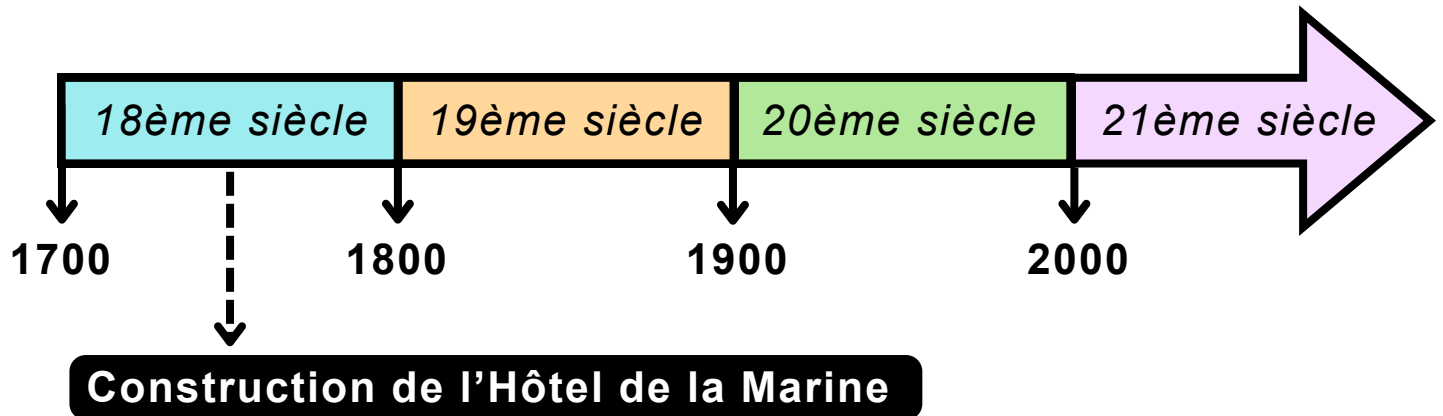 18ème siècle 19ème siècle 20ème siècle 21ème siècle
1700 1800 1900 2000
Construction de l’Hôtel de la Marine